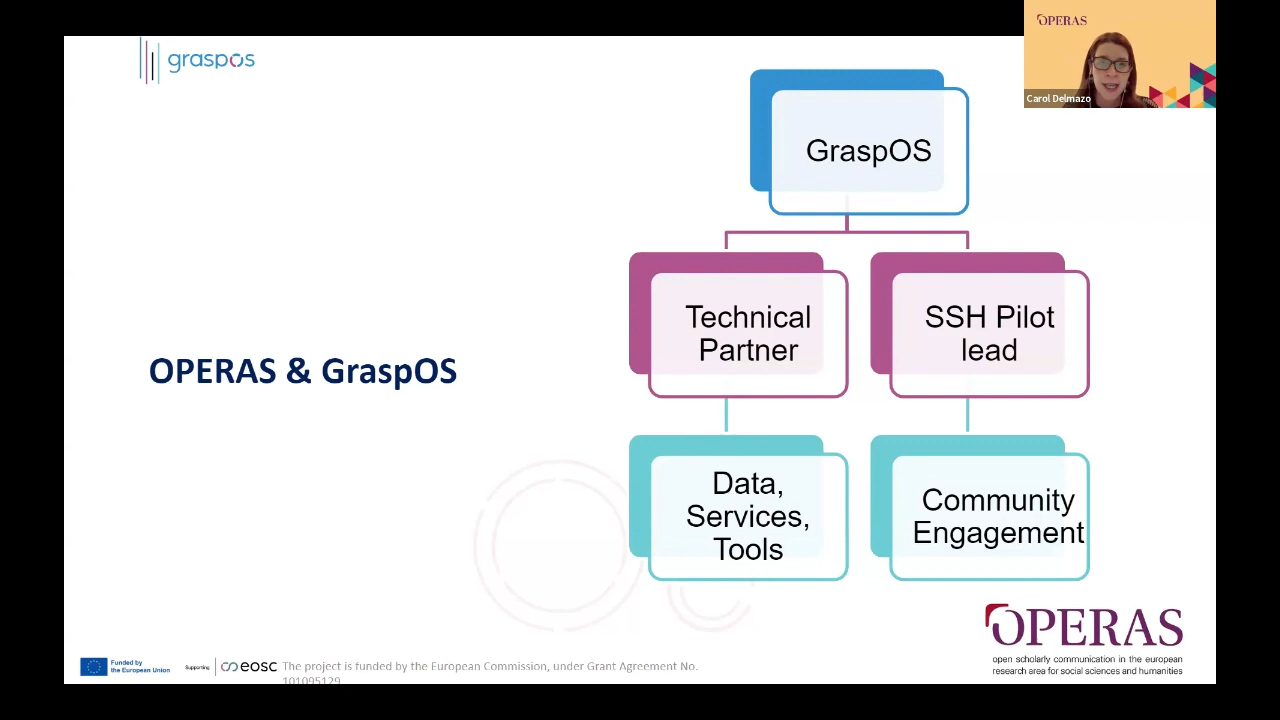 graspos
OPERAS
Carol Delmazo
GraspOS
Technical
Partner
SSH Pilot
lead
OPERAS & GraspOS
Data,
Services,
Tools
Community
Engagement
OPERAS
open scholarly communication in the european
research area for social sciences and humanities
Funded by
the European Union
Supporting
eosc
The project is funded by the European Commission, under Grant Agreement No.
101095129